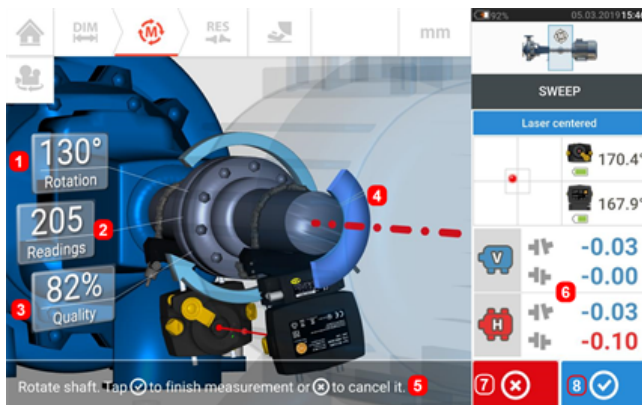 DIM
M
RES
mm
92%
05.03.2019 15:46
SWEEP
Laser centered
170.4°
167.9°
1
130°
Rotation
2
205
Readings
3
82%
Quality
4
V
-0.03
-0.00
6
H
-0.03
-0.10
Rotate shaft. Tap ✓ to finish measurement or ⊗ to cancel it.
5
7
8